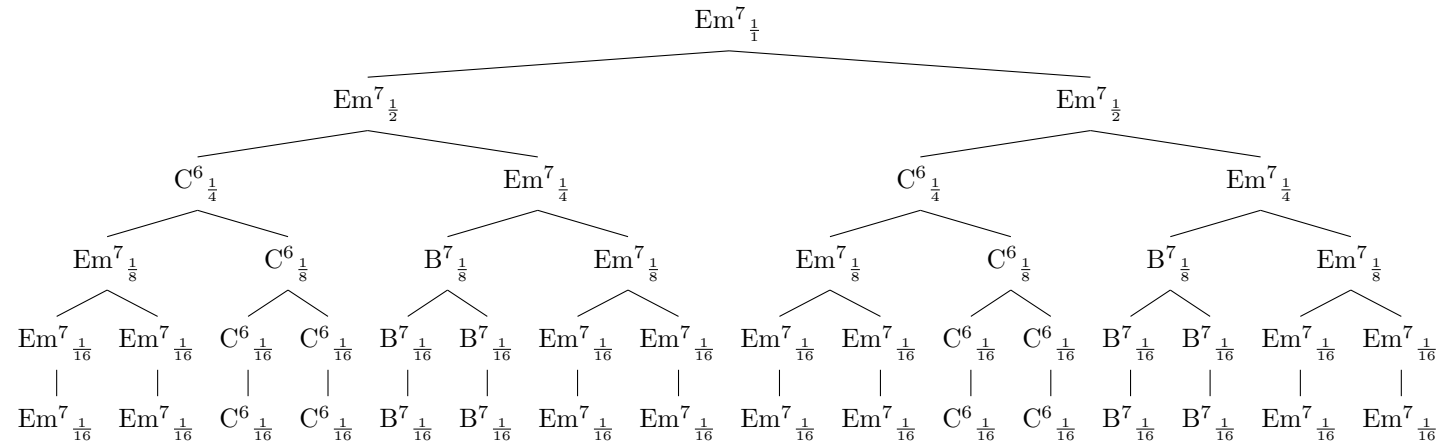 Em⁷ 1/1
Em⁷ 1/2 Em⁷ 1/2
C⁶ 1/4 Em⁷ 1/4 C⁶ 1/4 Em⁷ 1/4
Em⁷ 1/8 C⁶ 1/8 B⁷ 1/8 Em⁷ 1/8 Em⁷ 1/8 C⁶ 1/8 B⁷ 1/8 Em⁷ 1/8
Em⁷ 1/16 Em⁷ 1/16 C⁶ 1/16 C⁶ 1/16 B⁷ 1/16 B⁷ 1/16 Em⁷ 1/16 Em⁷ 1/16 Em⁷ 1/16 Em⁷ 1/16 C⁶ 1/16 C⁶ 1/16 B⁷ 1/16 B⁷ 1/16 Em⁷ 1/16 Em⁷ 1/16
Em⁷ 1/16 Em⁷ 1/16 C⁶ 1/16 C⁶ 1/16 B⁷ 1/16 B⁷ 1/16 Em⁷ 1/16 Em⁷ 1/16 Em⁷ 1/16 Em⁷ 1/16 C⁶ 1/16 C⁶ 1/16 B⁷ 1/16 B⁷ 1/16 Em⁷ 1/16 Em⁷ 1/16